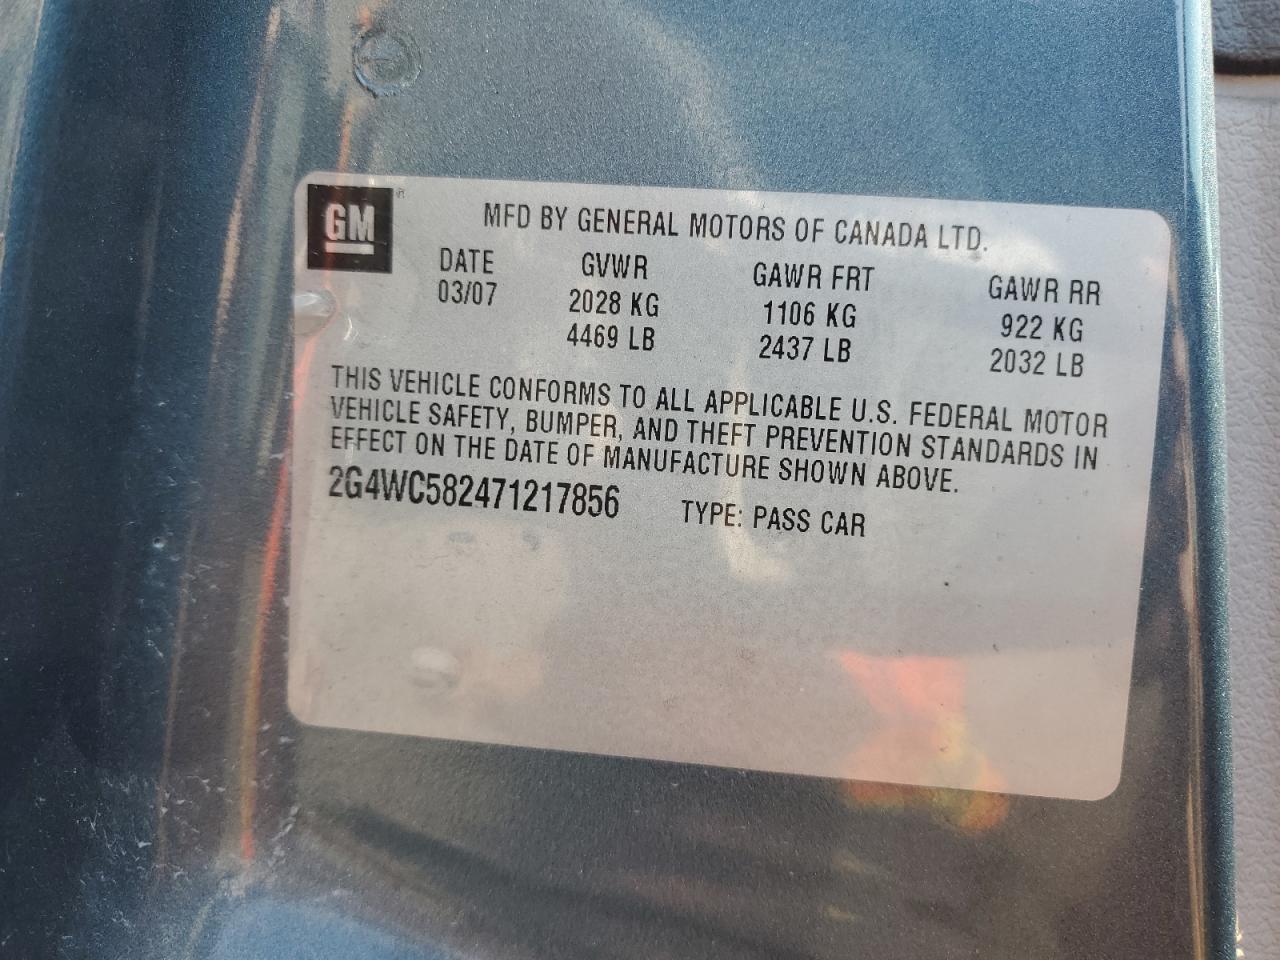 GM
MFD BY GENERAL MOTORS OF CANADA LTD.
DATE GVWR GAWR FRT GAWR RR
03/07 2028 KG 1106 KG 922 KG
4469 LB 2437 LB 2032 LB
THIS VEHICLE CONFORMS TO ALL APPLICABLE U.S. FEDERAL MOTOR
VEHICLE SAFETY, BUMPER, AND THEFT PREVENTION STANDARDS IN
EFFECT ON THE DATE OF MANUFACTURE SHOWN ABOVE.
2G4WC582471217856 TYPE: PASS CAR